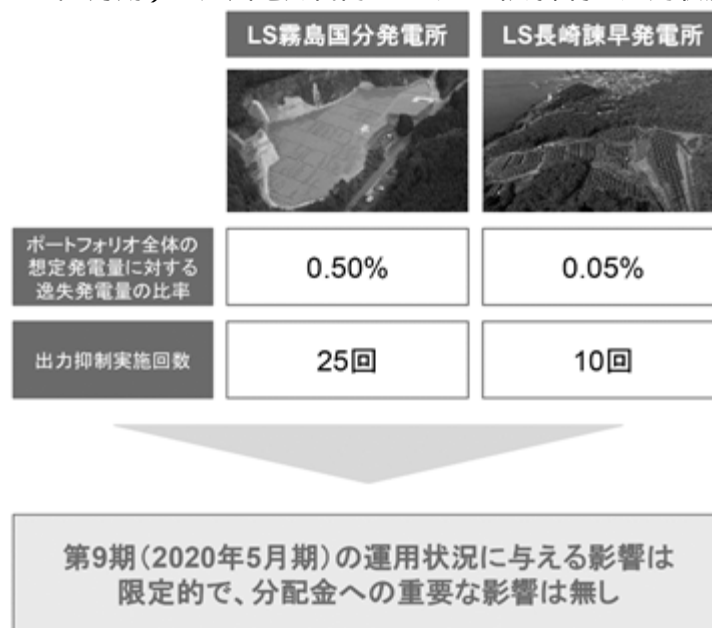 LS霧島国分発電所 LS長崎諫早発電所
ポートフォリオ全体の
想定発電量に対する
逸失発電量の比率
0.50% 0.05%
出力抑制実施回数 25回 10回
第9期(2020年5月期)の運用状況に与える影響は
限定的で、分配金への重要な影響は無し